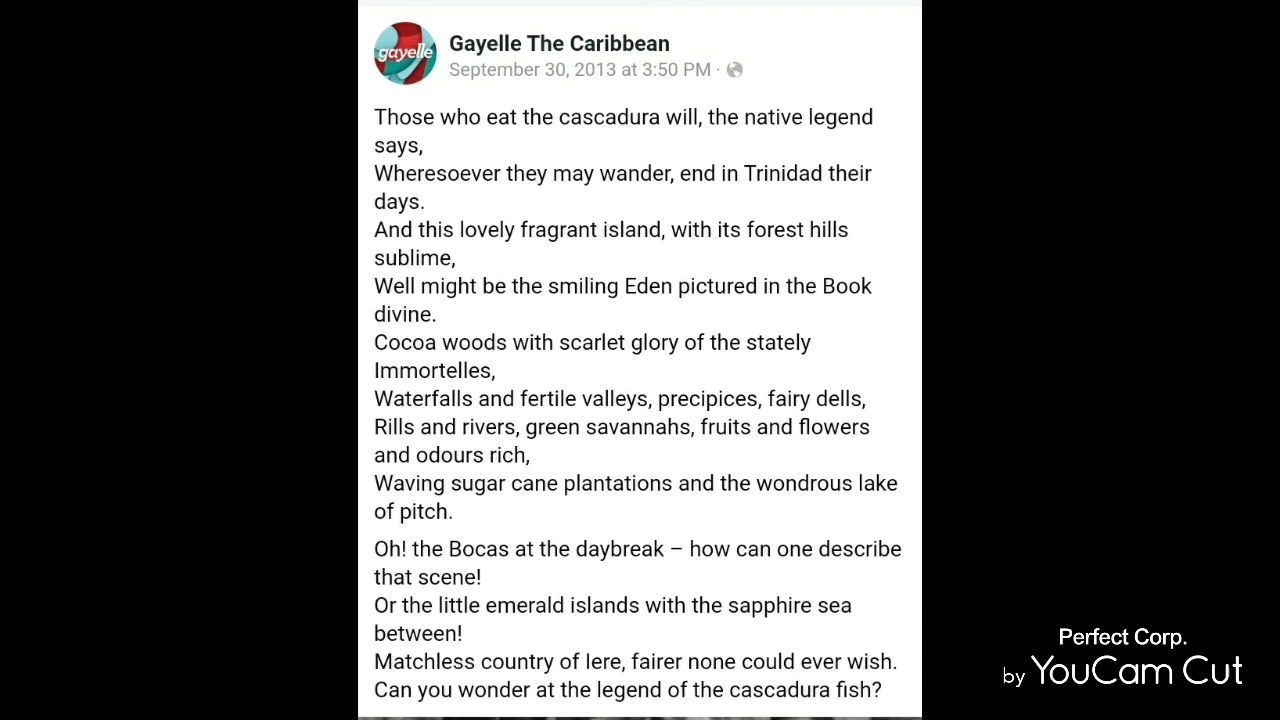 gayelle
Gayelle The Caribbean
September 30, 2013 at 3:50 PM ·
Those who eat the cascadura will, the native legend
says,
Wheresoever they may wander, end in Trinidad their
days.
And this lovely fragrant island, with its forest hills
sublime,
Well might be the smiling Eden pictured in the Book
divine.
Cocoa woods with scarlet glory of the stately
Immortelles,
Waterfalls and fertile valleys, precipices, fairy dells,
Rills and rivers, green savannahs, fruits and flowers
and odours rich,
Waving sugar cane plantations and the wondrous lake
of pitch.
Oh! the Bocas at the daybreak – how can one describe
that scene!
Or the little emerald islands with the sapphire sea
between!
Matchless country of Iere, fairer none could ever wish.
Can you wonder at the legend of the cascadura fish?
Perfect Corp.
by YouCam Cut